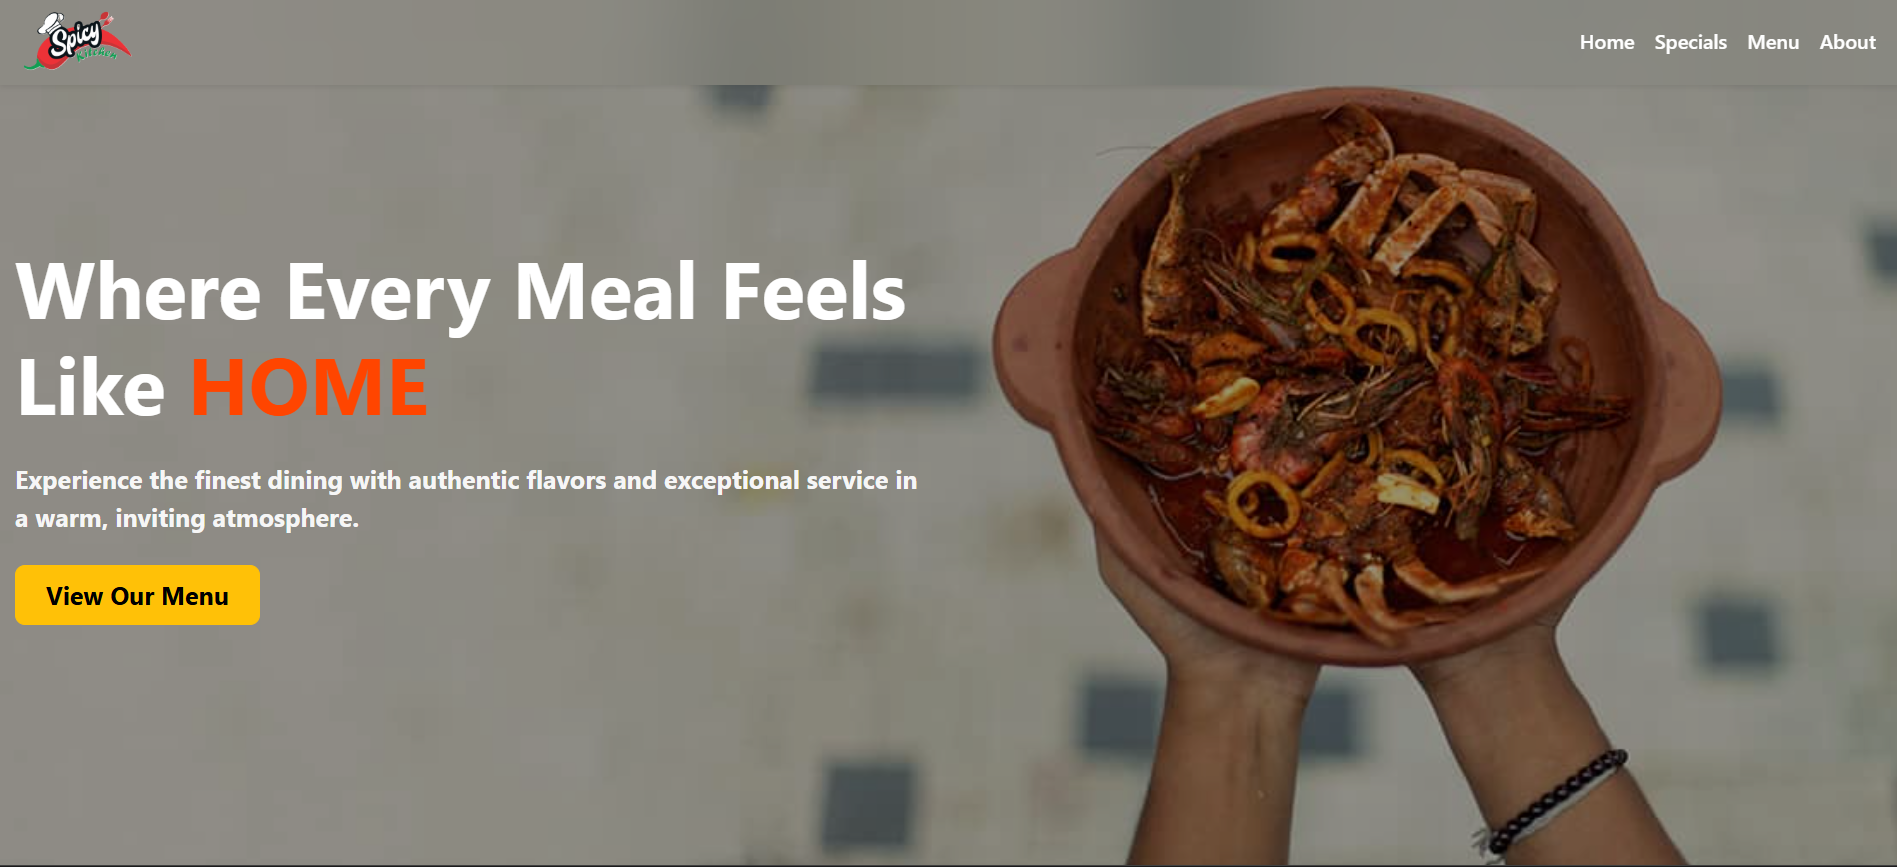 Spicy
Kitchen
Home Specials Menu About
Where Every Meal Feels
Like HOME
Experience the finest dining with authentic flavors and exceptional service in
a warm, inviting atmosphere.
View Our Menu